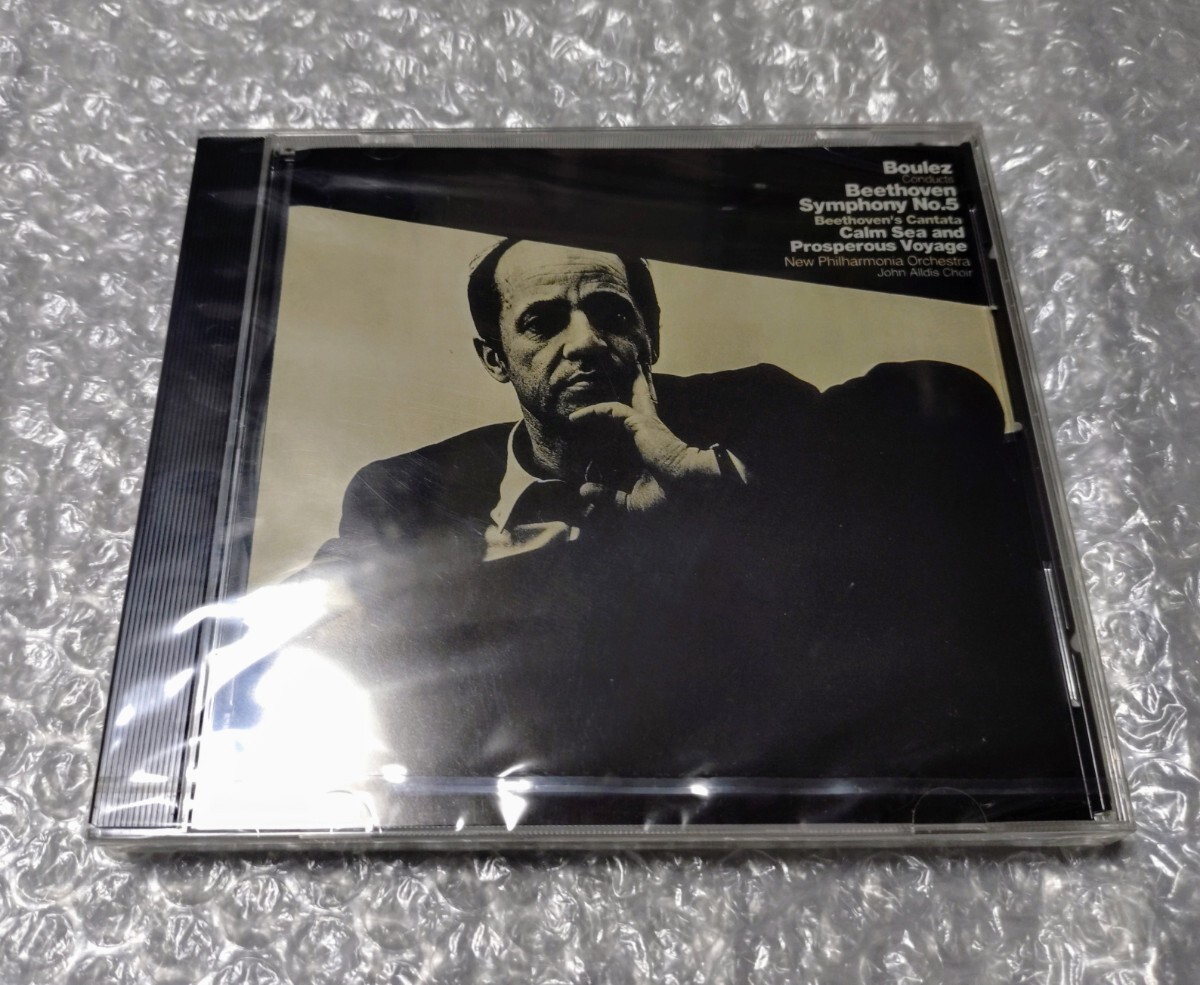 Boulez
Conducts
Beethoven
Symphony No.5
Beethoven's Cantata
Calm Sea and
Prosperous Voyage
New Philharmonia Orchestra
John Alldis Choir